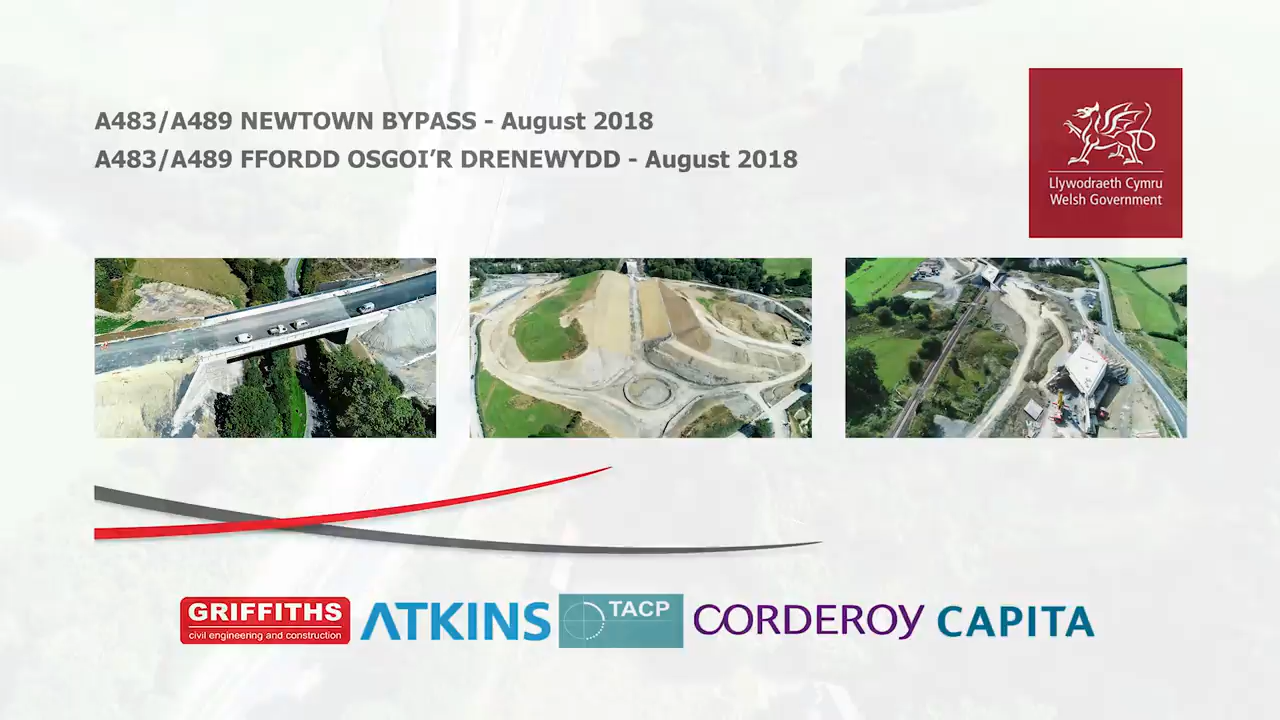 A483/A489 NEWTOWN BYPASS - August 2018
A483/A489 FFORDD OSGOI’R DRENEWYDD - August 2018
Llywodraeth Cymru
Welsh Government
GRIFFITHS
civil engineering and construction
ATKINS
TACP
CORDEROY
CAPITA